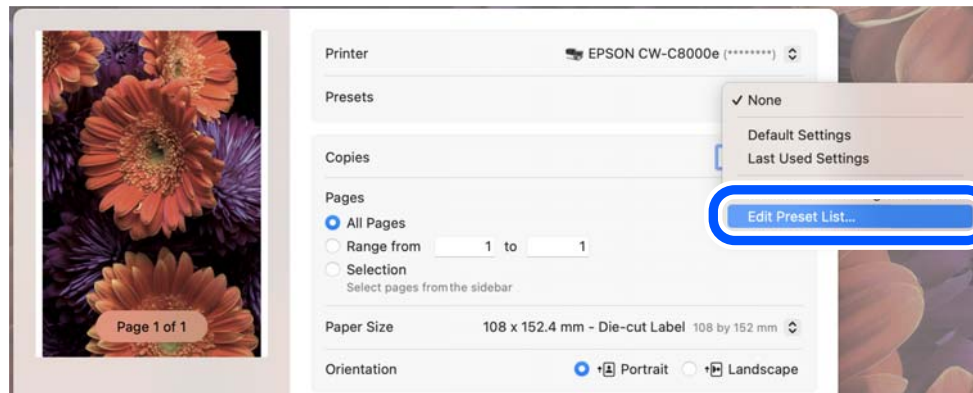 Printer EPSON CW-C8000e (********)
Presets
✓ None
Default Settings
Last Used Settings
Edit Preset List...
Copies
Pages
All Pages
Range from 1 to 1
Selection
Select pages from the sidebar
Paper Size 108 x 152.4 mm - Die-cut Label 108 by 152 mm
Orientation Portrait Landscape
Page 1 of 1